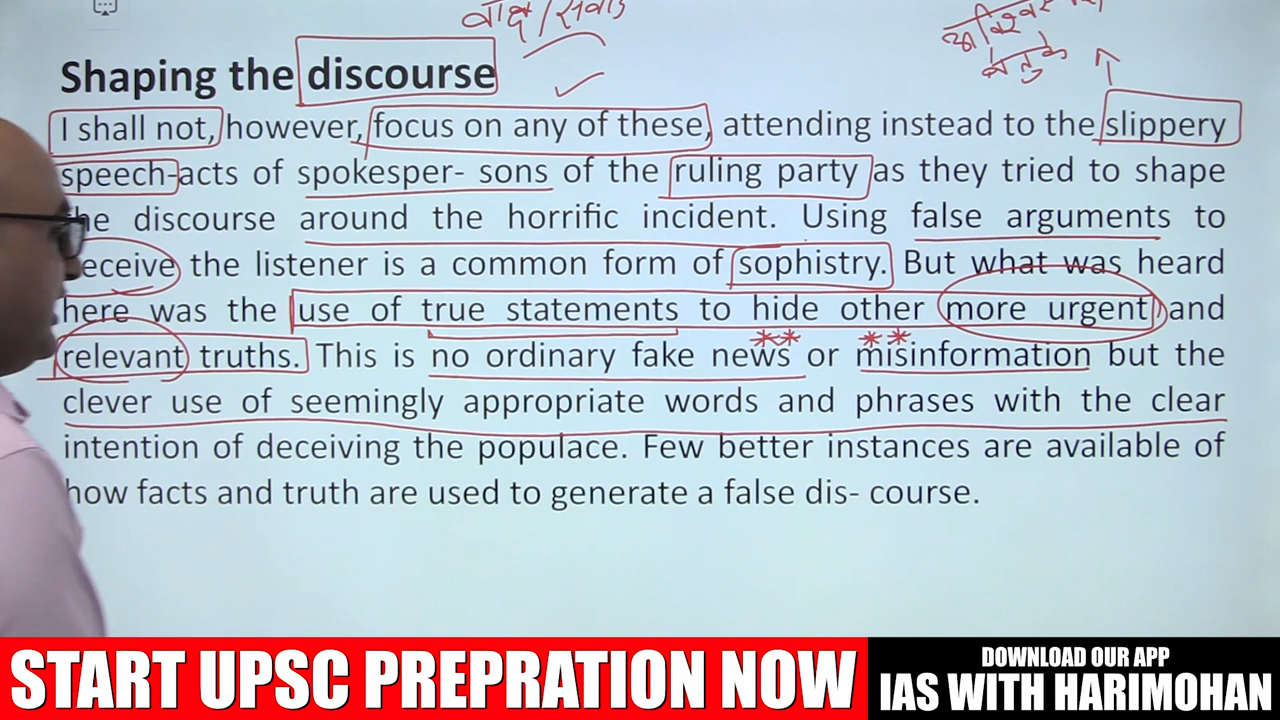 वाद / संवाद
Shaping the discourse
I shall not, however, focus on any of these, attending instead to the slippery
speech-acts of spokesper- sons of the ruling party as they tried to shape
he discourse around the horrific incident. Using false arguments to
eceive the listener is a common form of sophistry. But what was heard
here was the use of true statements to hide other more urgent and
relevant truths. This is no ordinary fake news or misinformation but the
clever use of seemingly appropriate words and phrases with the clear
intention of deceiving the populace. Few better instances are available of
how facts and truth are used to generate a false dis- course.
START UPSC PREPRATION NOW
DOWNLOAD OUR APP
IAS WITH HARIMOHAN